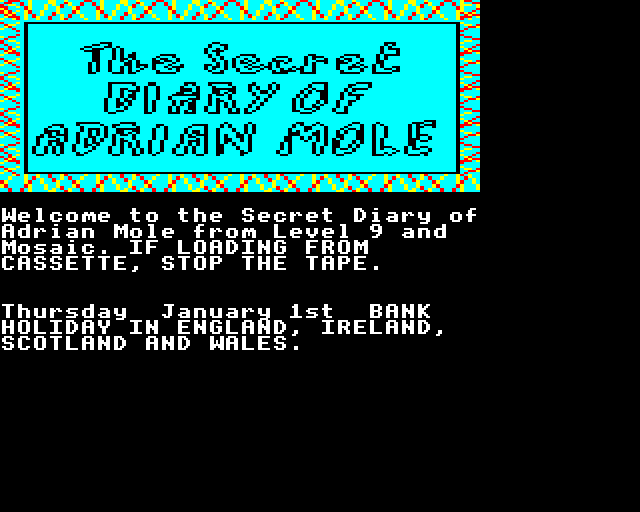 The Secret
DIARY OF
ADRIAN MOLE
Welcome to the Secret Diary of
Adrian Mole from Level 9 and
Mosaic. IF LOADING FROM
CASSETTE, STOP THE TAPE.
Thursday  January 1st  BANK
HOLIDAY IN ENGLAND, IRELAND,
SCOTLAND AND WALES.